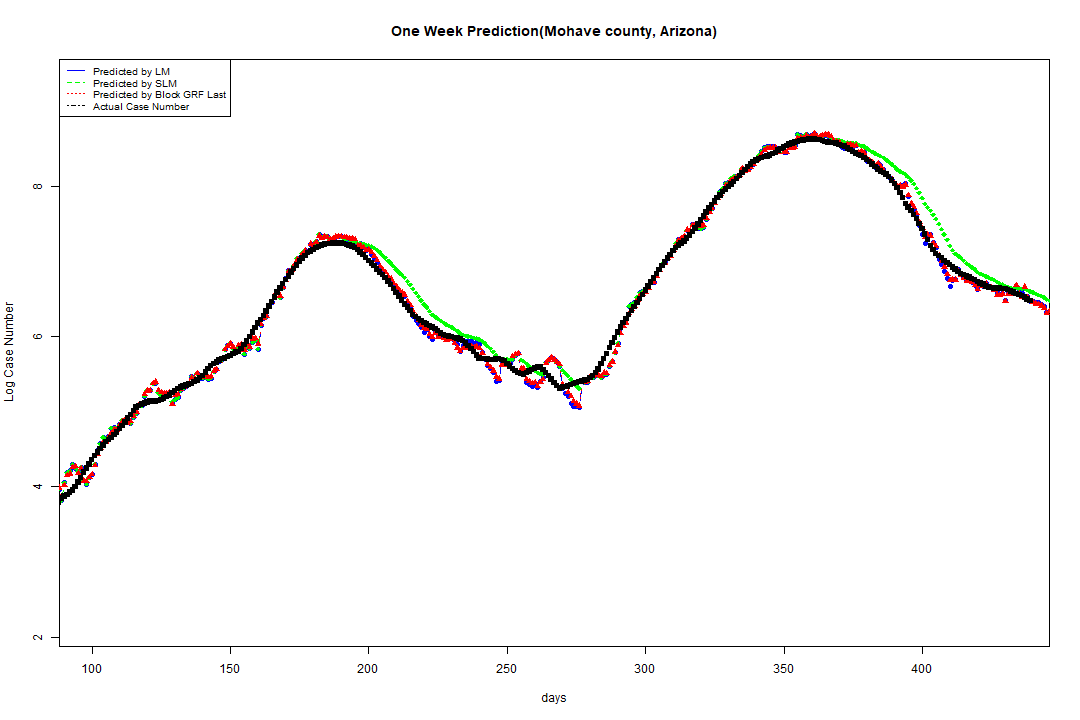 One Week Prediction(Mohave county, Arizona)
Predicted by LM
Predicted by SLM
Predicted by Block GRF Last
Actual Case Number
Log Case Number
8
6
4
2
100 150 200 250 300 350 400
days